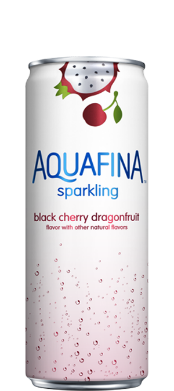 AQUAFINA
sparkling
black cherry dragonfruit
flavor with other natural flavors